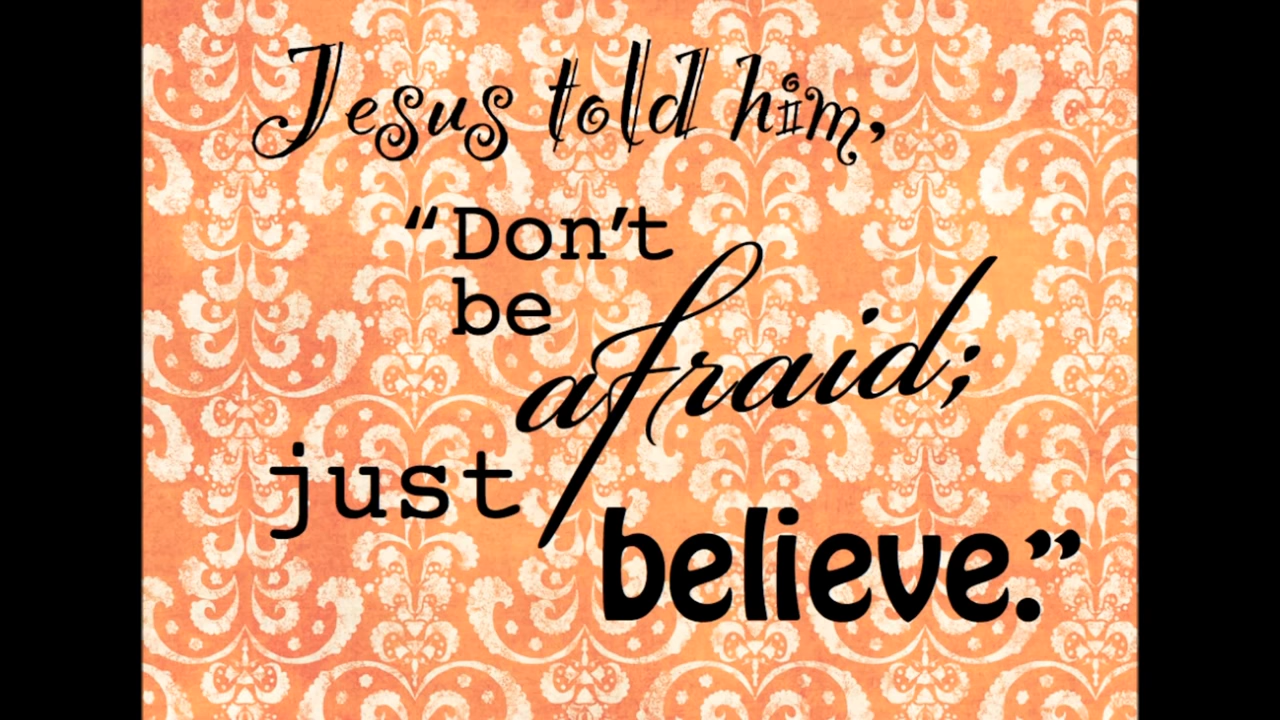 Jesus told him,
“Don’t
be
afraid;
just
believe.”